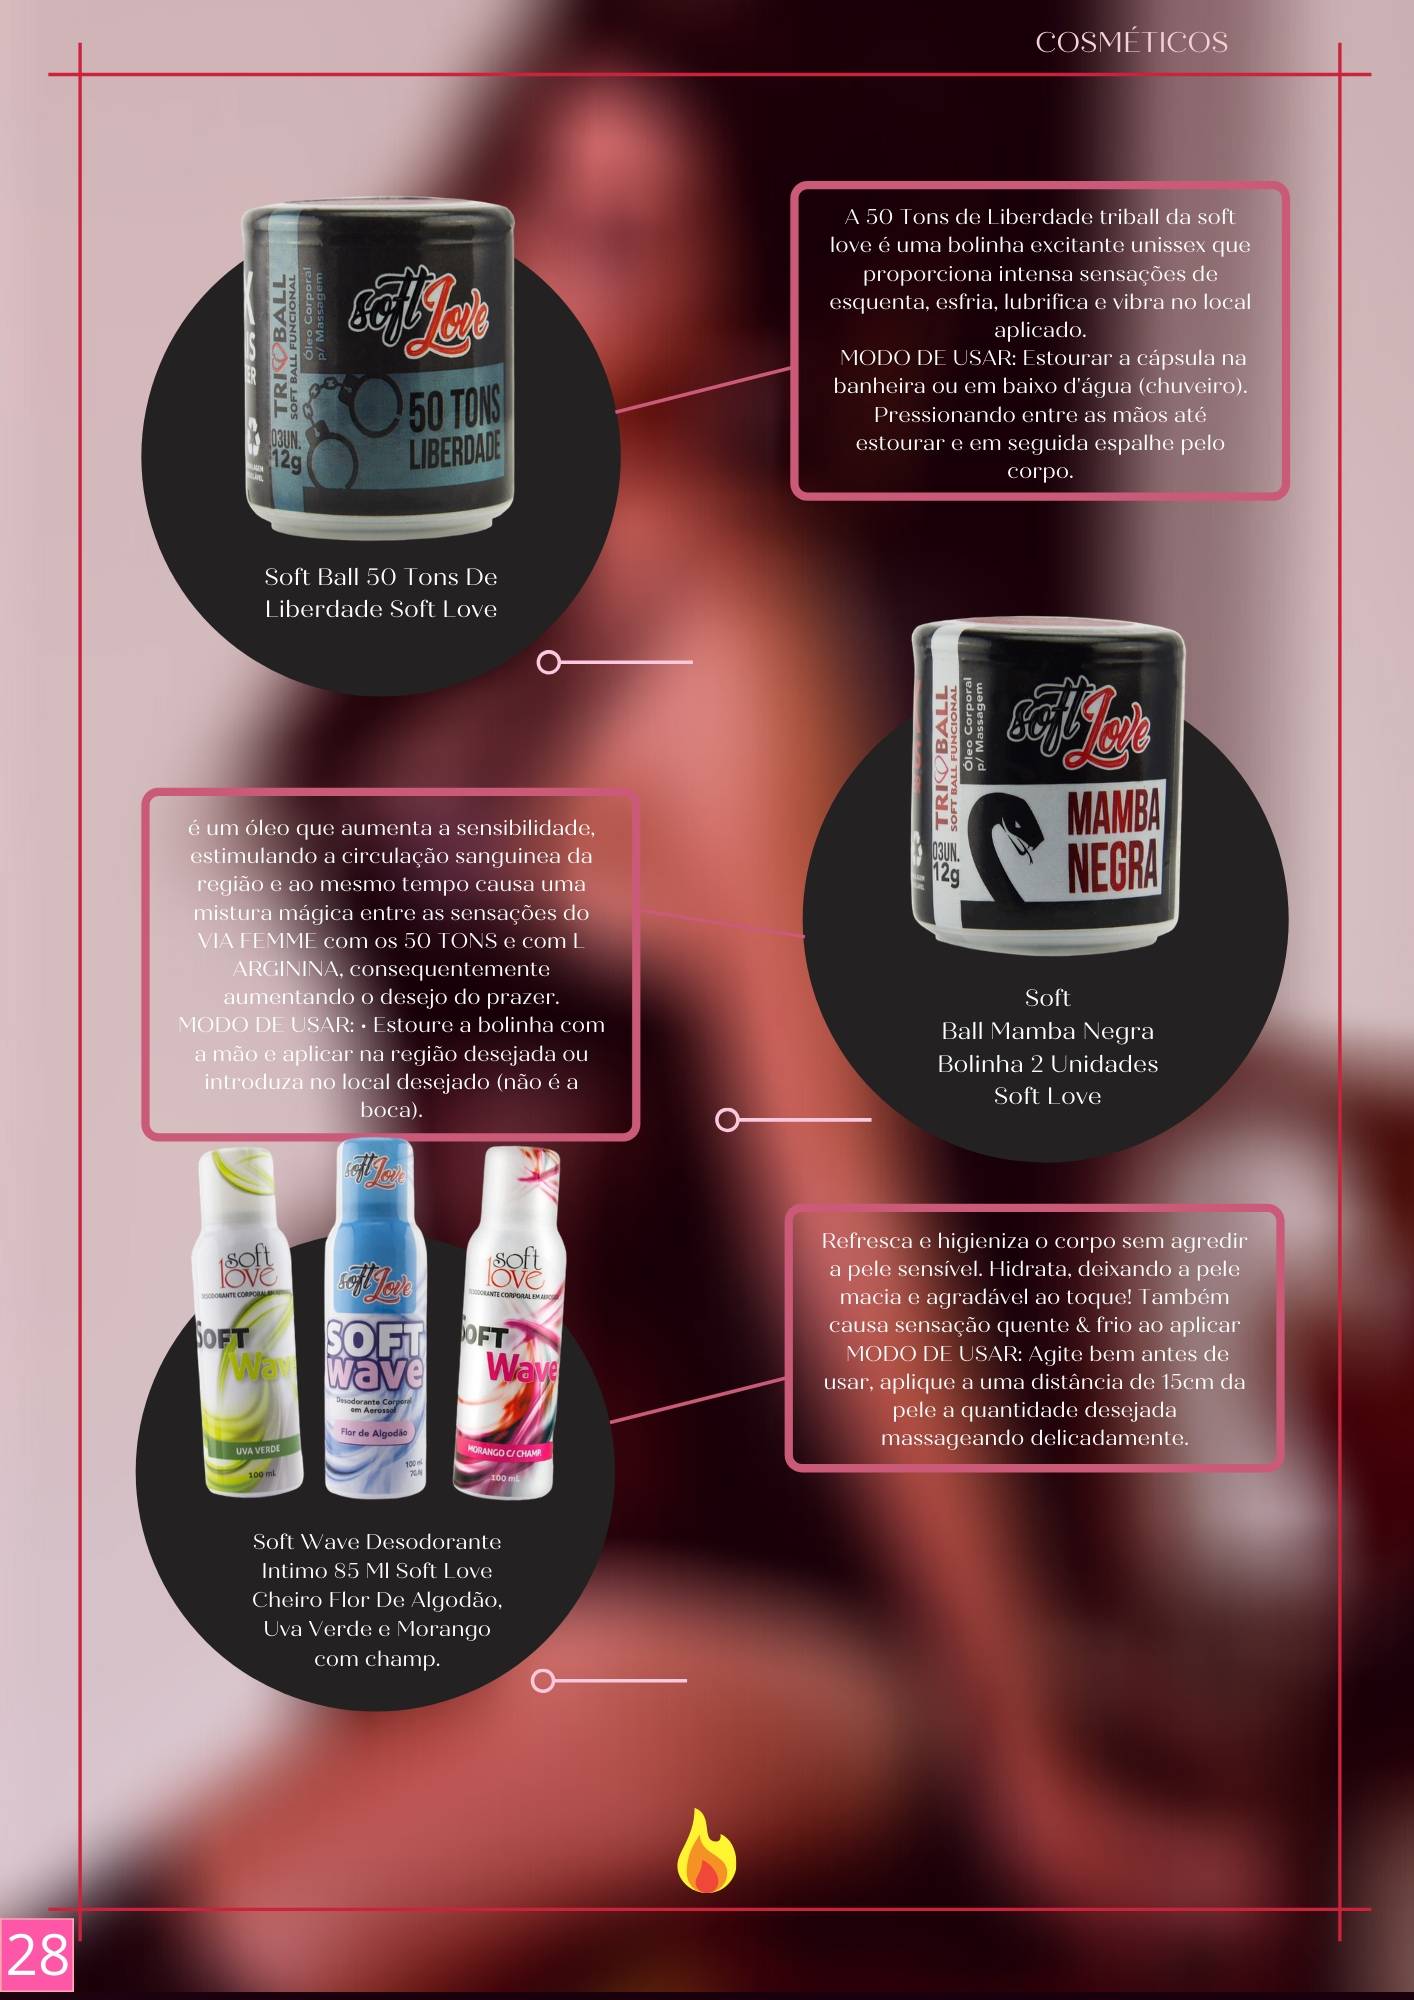 COSMÉTICOS
soft Love
TRI BALL
SOFT BALL FUNCIONAL
Óleo Corporal
p/ Massagem
03UN.
12g
50 TONS
LIBERDADE
Soft Ball 50 Tons De
Liberdade Soft Love
A 50 Tons de Liberdade triball da soft
love é uma bolinha excitante unissex que
proporciona intensa sensações de
esquenta, esfria, lubrifica e vibra no local
aplicado.
MODO DE USAR: Estourar a cápsula na
banheira ou em baixo d'água (chuveiro).
Pressionando entre as mãos até
estourar e em seguida espalhe pelo
corpo.
soft Love
TRI BALL
SOFT BALL FUNCIONAL
Óleo Corporal
p/ Massagem
03UN.
12g
MAMBA
NEGRA
Soft
Ball Mamba Negra
Bolinha 2 Unidades
Soft Love
é um óleo que aumenta a sensibilidade,
estimulando a circulação sanguinea da
região e ao mesmo tempo causa uma
mistura mágica entre as sensações do
VIA FEMME com os 50 TONS e com L
ARGININA, consequentemente
aumentando o desejo do prazer.
MODO DE USAR: • Estoure a bolinha com
a mão e aplicar na região desejada ou
introduza no local desejado (não é a
boca).
soft
love
DESODORANTE CORPORAL EM
SOFT
Wave
UVA VERDE
100 mL
soft Love
soft Love
SOFT
wave
Desodorante Corporal
em Aerossol
Flor de Algodão
100 mL
soft
love
DESODORANTE CORPORAL EM
SOFT
Wave
MORANGO C/ CHAMP.
100 mL
Soft Wave Desodorante
Intimo 85 Ml Soft Love
Cheiro Flor De Algodão,
Uva Verde e Morango
com champ.
Refresca e higieniza o corpo sem agredir
a pele sensível. Hidrata, deixando a pele
macia e agradável ao toque! Também
causa sensação quente & frio ao aplicar
MODO DE USAR: Agite bem antes de
usar, aplique a uma distância de 15cm da
pele a quantidade desejada
massageando delicadamente.
28